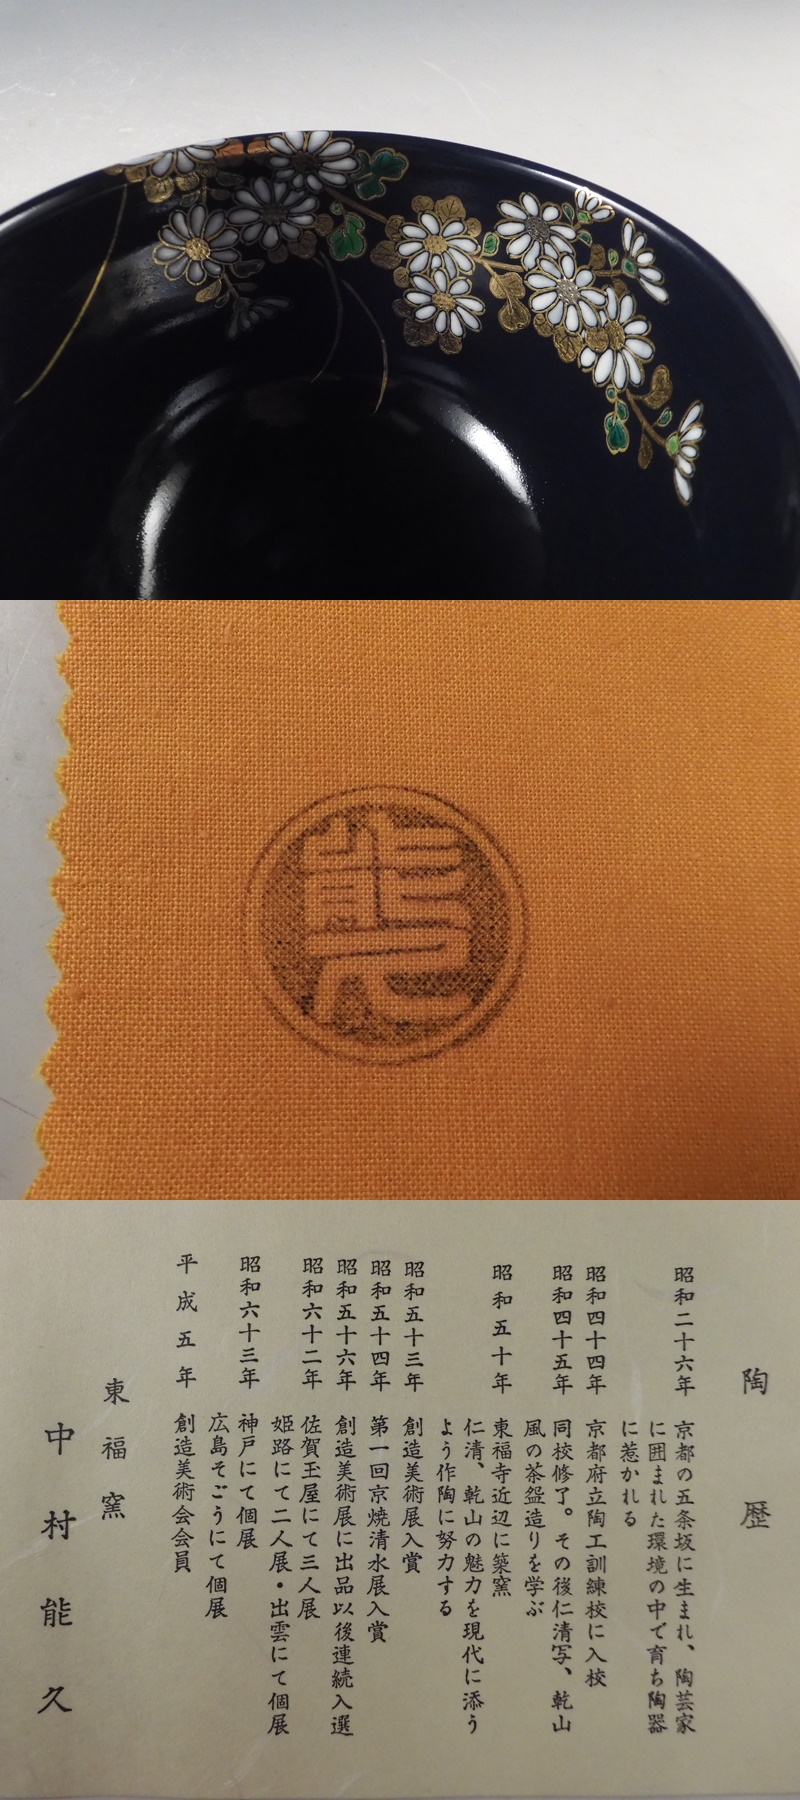 能久
陶歴
昭和二十六年 京都の五条坂に生まれ、陶芸家
に囲まれた環境の中で育ち陶器
に惹かれる
昭和四十四年 京都府立陶工訓練校に入校
昭和四十五年 同校修了。その後仁清写、乾山
風の茶盌造りを学ぶ
昭和五十年 東福寺近辺に築窯
仁清、乾山の魅力を現代に添う
よう作陶に努力する
昭和五十三年 創造美術展入賞
昭和五十四年 第一回京焼清水展入賞
昭和五十六年 創造美術展に出品以後連続入選
昭和六十二年 佐賀玉屋にて三人展
姫路にて二人展・出雲にて個展
昭和六十三年 神戸にて個展
広島そごうにて個展
平成五年 創造美術会会員
東福窯
中村能久